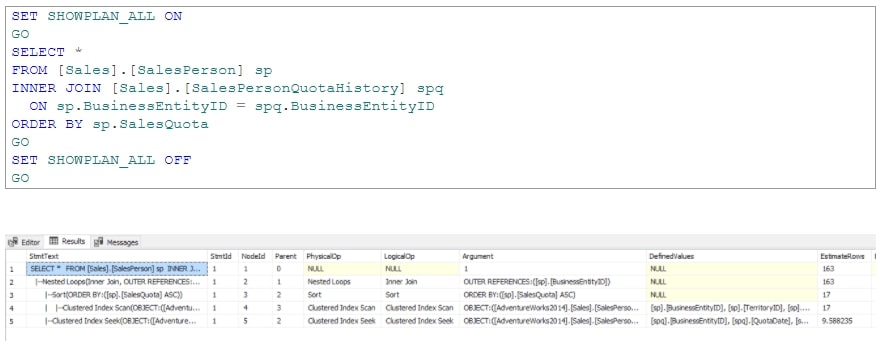 SET SHOWPLAN_ALL ON
GO
SELECT *
FROM [Sales].[SalesPerson] sp
INNER JOIN [Sales].[SalesPersonQuotaHistory] spq
ON sp.BusinessEntityID = spq.BusinessEntityID
ORDER BY sp.SalesQuota
GO
SET SHOWPLAN_ALL OFF
GO
Editor Results Messages
StmtText StmtId NodeId Parent PhysicalOp LogicalOp Argument DefinedValues EstimateRows
1 SELECT * FROM [Sales].[SalesPerson] sp INNER J... 1 1 0 NULL NULL 1 NULL 163
2 |--Nested Loops(Inner Join, OUTER REFERENCES:... 1 2 1 Nested Loops Inner Join OUTER REFERENCES:([sp].[BusinessEntityID]) NULL 163
3 |--Sort(ORDER BY:([sp].[SalesQuota] ASC)) 1 3 2 Sort Sort ORDER BY:([sp].[SalesQuota] ASC) NULL 17
4 | |--Clustered Index Scan(OBJECT:([Adventu... 1 4 3 Clustered Index Scan Clustered Index Scan OBJECT:([AdventureWorks2014].[Sales].[SalesPerso... [sp].[BusinessEntityID], [sp].[TerritoryID], [sp].... 17
5 |--Clustered Index Seek(OBJECT:([Adventure... 1 5 2 Clustered Index Seek Clustered Index Seek OBJECT:([AdventureWorks2014].[Sales].[SalesPerso... [spq].[BusinessEntityID], [spq].[QuotaDate], [s... 9.588235